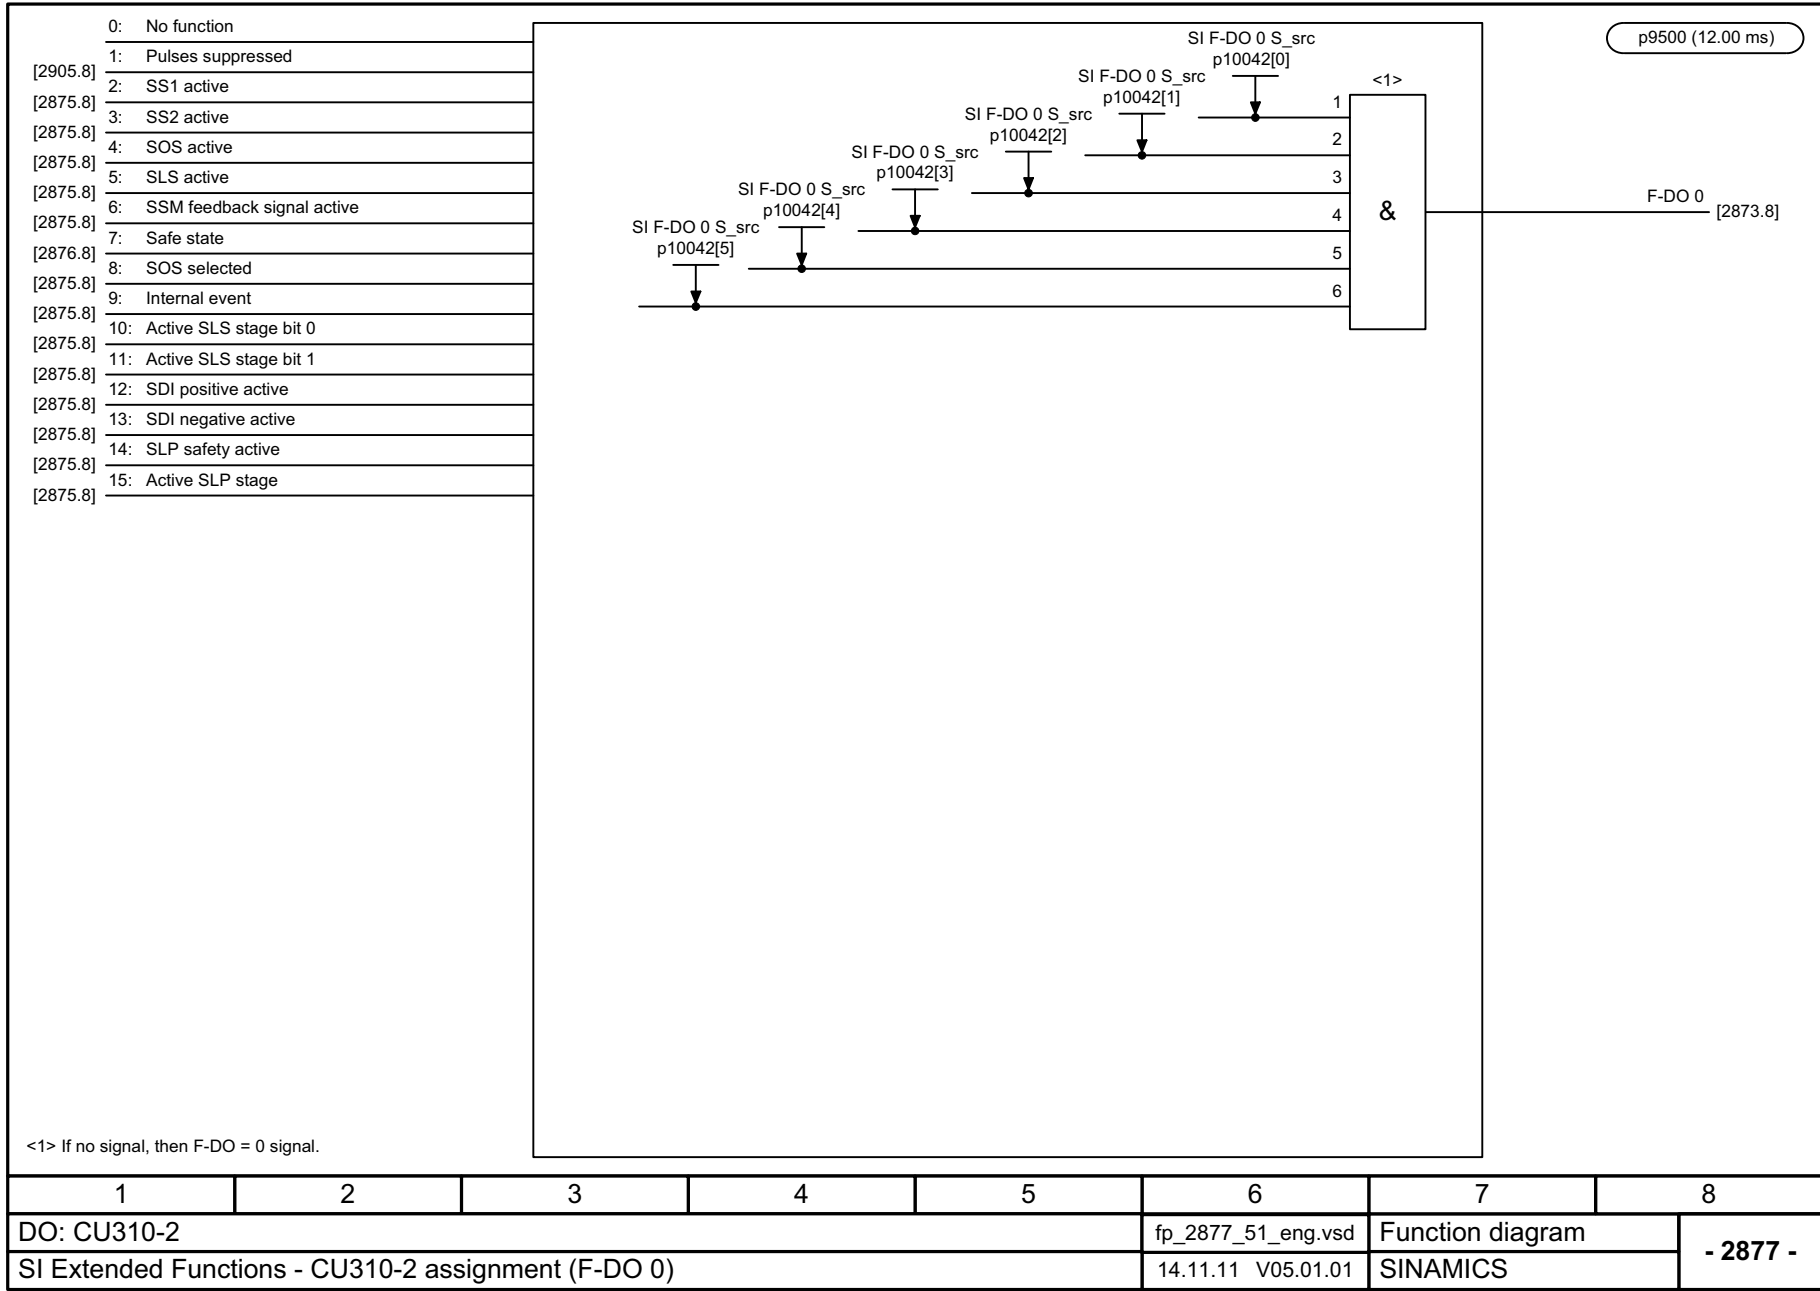 0: No function
1: Pulses suppressed
[2905.8]
2: SS1 active
[2875.8]
3: SS2 active
[2875.8]
4: SOS active
[2875.8]
5: SLS active
[2875.8]
6: SSM feedback signal active
[2875.8]
7: Safe state
[2876.8]
8: SOS selected
[2875.8]
9: Internal event
[2875.8]
10: Active SLS stage bit 0
[2875.8]
11: Active SLS stage bit 1
[2875.8]
12: SDI positive active
[2875.8]
13: SDI negative active
[2875.8]
14: SLP safety active
[2875.8]
15: Active SLP stage
[2875.8]
SI F-DO 0 S_src
p10042[0]
SI F-DO 0 S_src
p10042[1]
SI F-DO 0 S_src
p10042[2]
SI F-DO 0 S_src
p10042[3]
SI F-DO 0 S_src
p10042[4]
SI F-DO 0 S_src
p10042[5]
<1>
1
2
3
4
5
6
&
p9500 (12.00 ms)
F-DO 0 [2873.8]
<1> If no signal, then F-DO = 0 signal.
1 2 3 4 5 6 7 8
DO: CU310-2 fp_2877_51_eng.vsd Function diagram
- 2877 -
SI Extended Functions - CU310-2 assignment (F-DO 0) 14.11.11 V05.01.01 SINAMICS